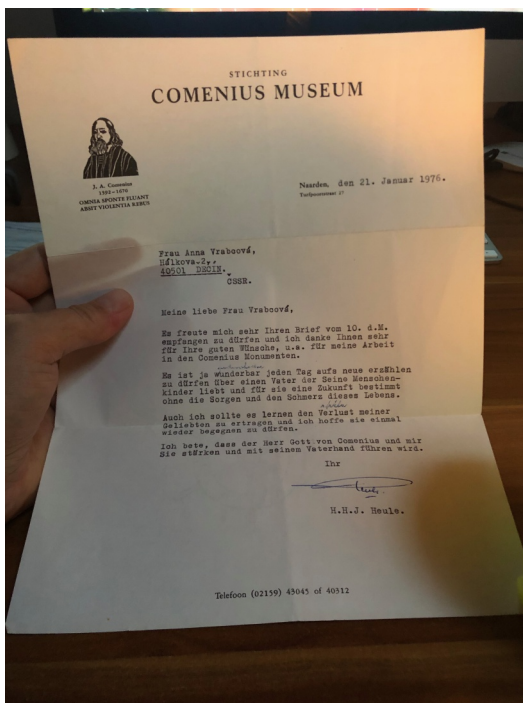 STICHTING
COMENIUS MUSEUM
J. A. Comenius
1592 - 1670
OMNIA SPONTE FLUANT
ABSIT VIOLENTIA REBUS
Naarden, den 21. Januar 1976.
Turfpoortstraat 27
Frau Anna Vrabcová,
Hálkova.2.,
40501 DECIN.
CSSR.
Meine liebe Frau Vrabcová,
Es freute mich sehr Ihren Brief vom 10. d.M.
empfangen zu dürfen und ich danke Ihnen sehr
für Ihre guten Wünsche, u.a. für meine Arbeit
in den Comenius Monumenten.
Es ist ja wunderbar jeden Tag aufs neue erzählen
zu dürfen über einen Vater der Seine Menschen-
kinder liebt und für sie eine Zukunft bestimmt
ohne die Sorgen und den Schmerz dieses Lebens.
Auch ich sollte es lernen den Verlust meiner
Geliebten zu ertragen und ich hoffe sie einmal
wieder begegnen zu dürfen.
Ich bete, dass der Herr Gott von Comenius und mir
Sie stärken und mit seinem Vaterhand führen wird.
Ihr
H.H.J. Heule.
Telefoon (02159) 43045 of 40312